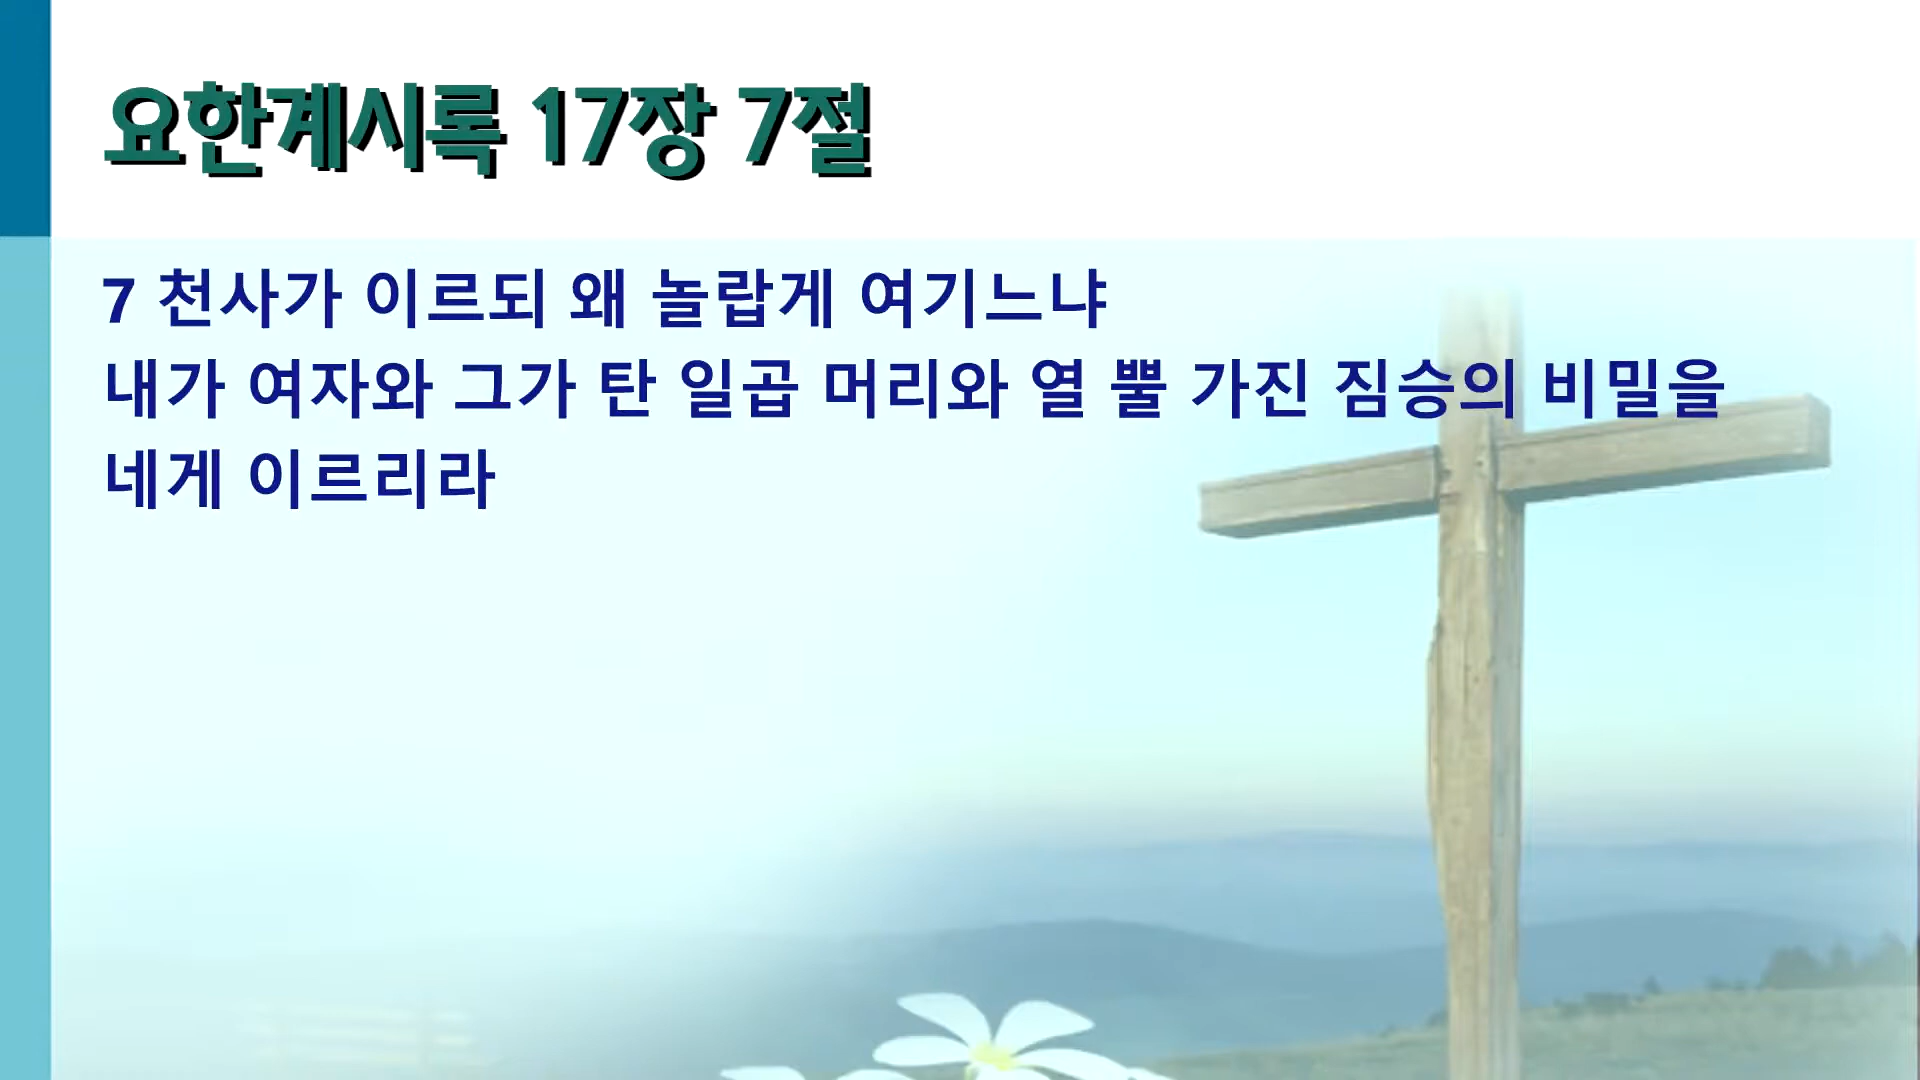 요한계시록 17장 7절
7 천사가 이르되 왜 놀랍게 여기느냐
내가 여자와 그가 탄 일곱 머리와 열 뿔 가진 짐승의 비밀을
네게 이르리라